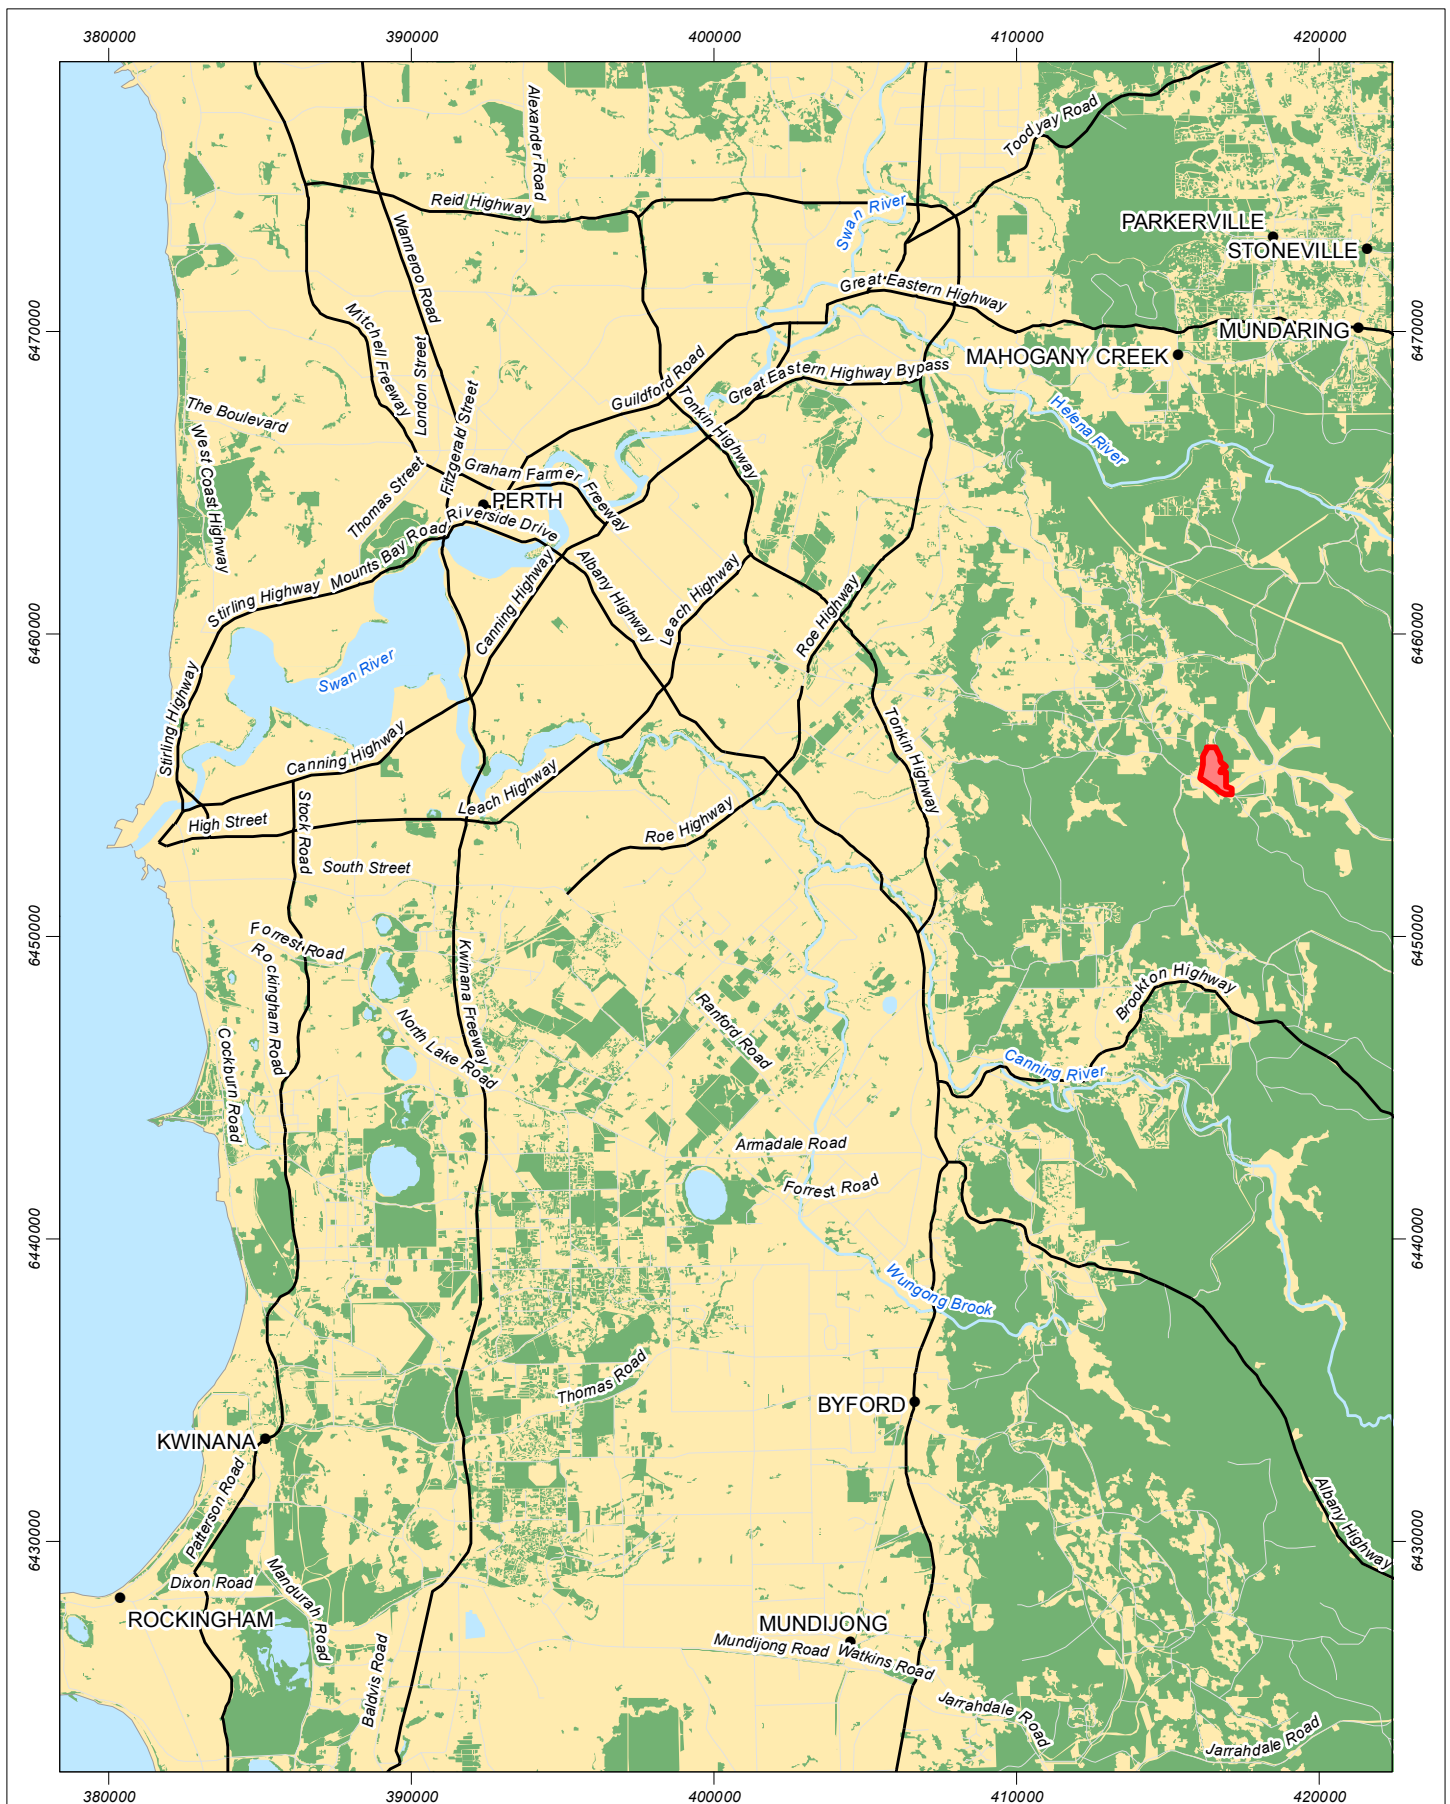 380000
390000
400000
410000
420000
Alexander Road
Toodyay Road
Reid Highway
Swan River
Wanneroo Road
PARKERVILLE
STONEVILLE
Great Eastern Highway
6470000
Mitchell Freeway
London Street
MUNDARING
6470000
MAHOGANY CREEK
Guildford Road
Great Eastern Highway Bypass
Tonkin Highway
The Boulevard
West Coast Highway
Fitzgerald Street
Helena River
Thomas Street
Graham Farmer Freeway
PERTH
Riverside Drive
Mounts Bay Road
Stirling Highway
Canning Highway
Albany Highway
Leach Highway
Roe Highway
6460000
6460000
Swan River
Stirling Highway
Canning Highway
Tonkin Highway
Leach Highway
High Street
Stock Road
Roe Highway
South Street
6450000
6450000
Forrest Road
Rockingham Road
Kwinana Freeway
Brookton Highway
Ranford Road
North Lake Road
Cockburn Road
Canning River
Armadale Road
Forrest Road
6440000
6440000
Wungong Brook
Thomas Road
BYFORD
KWINANA
Patterson Road
Albany Highway
6430000
6430000
Dixon Road
Mandurah Road
ROCKINGHAM
MUNDIJONG
Mundijong Road
Watkins Road
Baldvis Road
Jarrahdale Road
Jarrahdale Road
380000
390000
400000
410000
420000